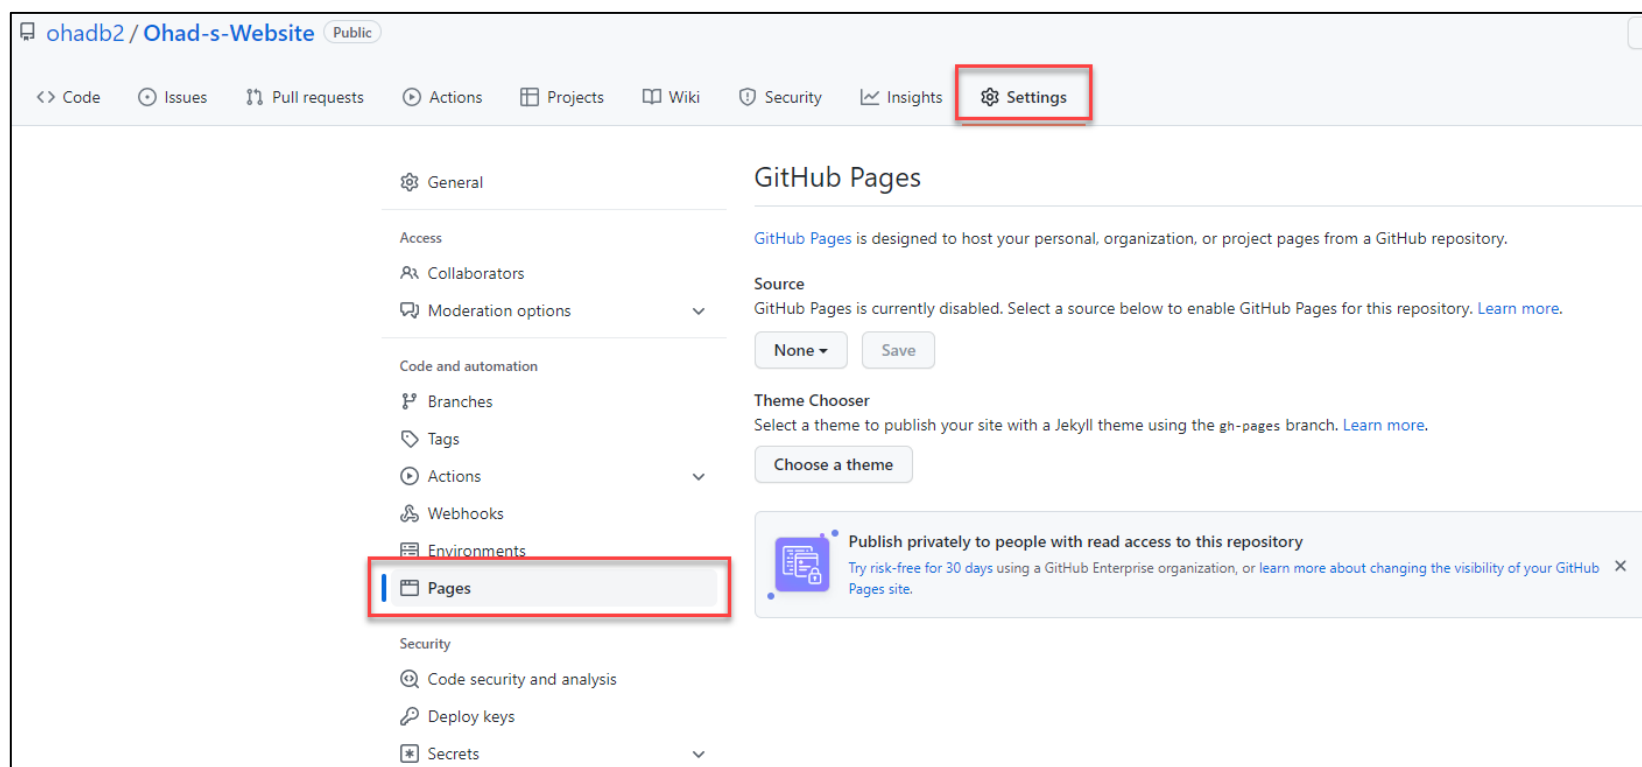 ohadb2 / Ohad-s-Website Public
Code Issues Pull requests Actions Projects Wiki Security Insights Settings
General
Access
Collaborators
Moderation options
Code and automation
Branches
Tags
Actions
Webhooks
Environments
Pages
Security
Code security and analysis
Deploy keys
Secrets
GitHub Pages
GitHub Pages is designed to host your personal, organization, or project pages from a GitHub repository.
Source
GitHub Pages is currently disabled. Select a source below to enable GitHub Pages for this repository. Learn more.
None Save
Theme Chooser
Select a theme to publish your site with a Jekyll theme using the gh-pages branch. Learn more.
Choose a theme
Publish privately to people with read access to this repository
Try risk-free for 30 days using a GitHub Enterprise organization, or learn more about changing the visibility of your GitHub
Pages site.